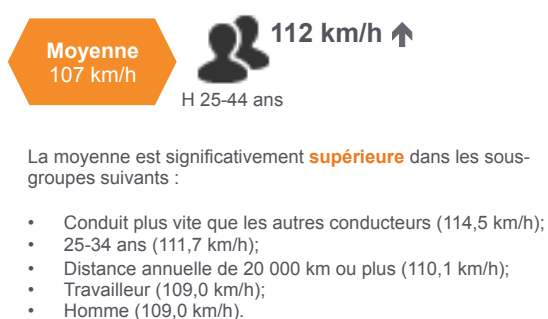 Moyenne
107 km/h
112 km/h
H 25-44 ans
La moyenne est significativement supérieure dans les sous-
groupes suivants :
• Conduit plus vite que les autres conducteurs (114,5 km/h);
• 25-34 ans (111,7 km/h);
• Distance annuelle de 20 000 km ou plus (110,1 km/h);
• Travailleur (109,0 km/h);
• Homme (109,0 km/h).